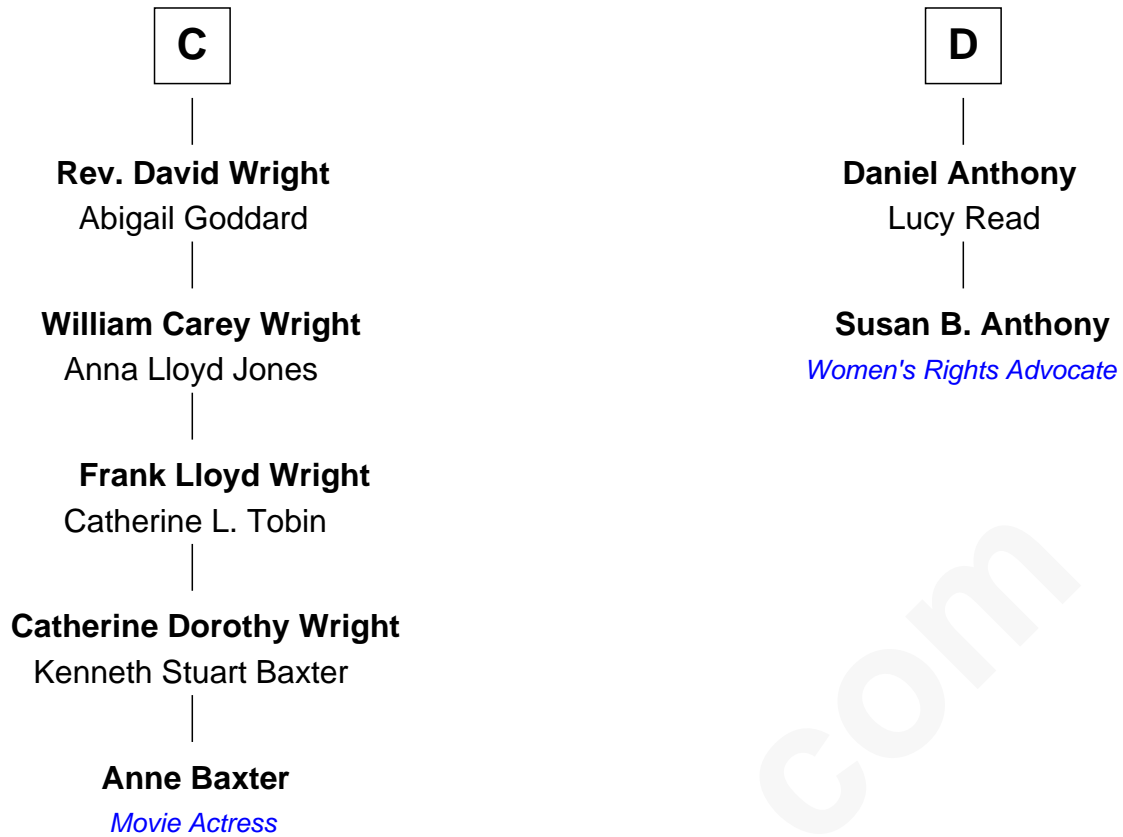 C
Rev. David Wright
Abigail Goddard
William Carey Wright
Anna Lloyd Jones
Frank Lloyd Wright
Catherine L. Tobin
Catherine Dorothy Wright
Kenneth Stuart Baxter
Anne Baxter
Movie Actress
D
Daniel Anthony
Lucy Read
Susan B. Anthony
Women's Rights Advocate
com